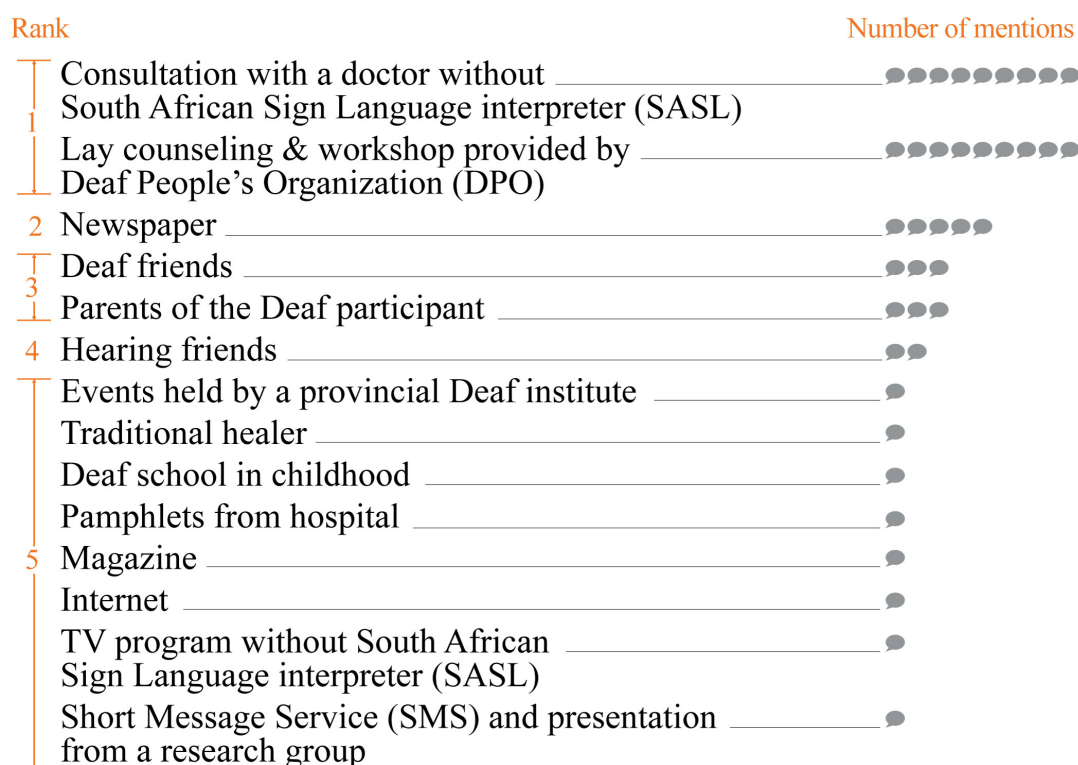 Rank Number of mentions
Consultation with a doctor without
South African Sign Language interpreter (SASL)
1
Lay counseling & workshop provided by
Deaf People’s Organization (DPO)
2 Newspaper
Deaf friends
3
Parents of the Deaf participant
4 Hearing friends
Events held by a provincial Deaf institute
Traditional healer
Deaf school in childhood
Pamphlets from hospital
5 Magazine
Internet
TV program without South African
Sign Language interpreter (SASL)
Short Message Service (SMS) and presentation
from a research group